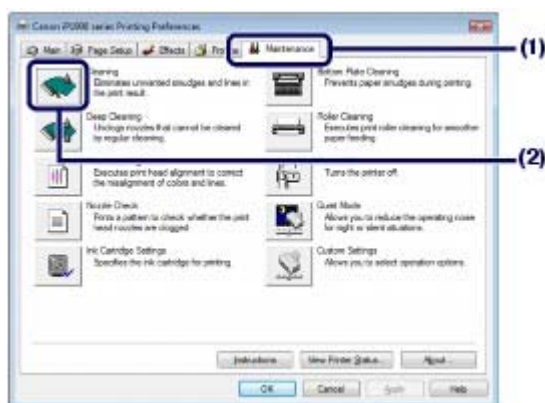 Canon iP1900 series Printing Preferences
Main
Page Setup
Effects
Maintenance
(1)
Cleaning
Eliminates unwanted smudges and lines in
the print result.
Bottom Plate Cleaning
Prevents paper smudges during printing.
Deep Cleaning
Unclogs nozzles that cannot be cleared
by regular cleaning.
Roller Cleaning
Executes print roller cleaning for smoother
paper feeding.
(2)
Executes print head alignment to correct
the misalignment of colors and lines.
Turns the printer off.
Nozzle Check
Prints a pattern to check whether the print
head nozzles are clogged.
Quiet Mode
Allows you to reduce the operating noise
for night or silent situations.
Ink Cartridge Settings
Specifies the ink cartridge for printing.
Custom Settings
Allows you to select operation options.
Instructions
View Printer Status...
About...
OK
Cancel
Apply
Help